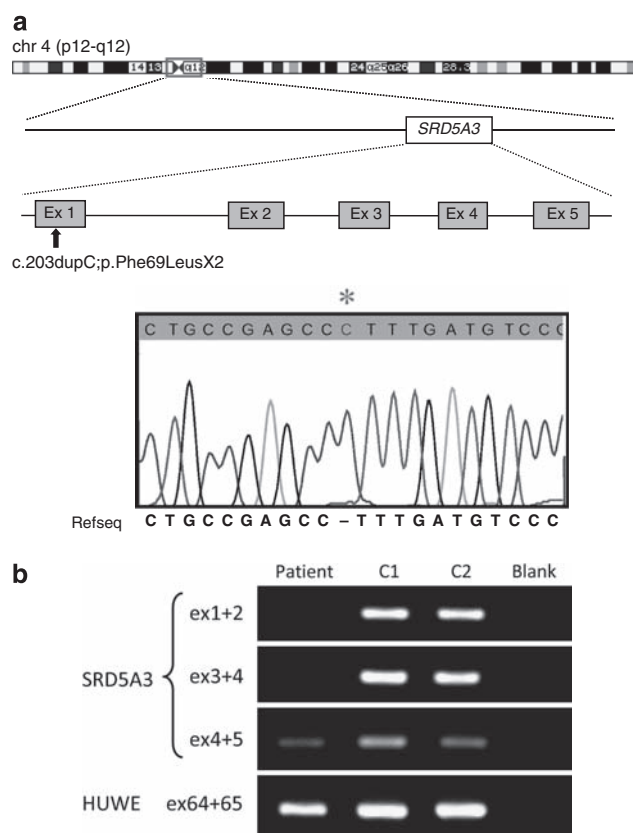 a
chr 4 (p12-q12)
14 13 q12 24 q25 q26 28.3
SRD5A3
Ex 1 Ex 2 Ex 3 Ex 4 Ex 5
c.203dupC;p.Phe69LeusX2
*
C T G C C G A G C C C T T T G A T G T C C C
Refseq C T G C C G A G C C – T T T G A T G T C C C
b
Patient C1 C2 Blank
ex1+2
SRD5A3 ex3+4
ex4+5
HUWE ex64+65